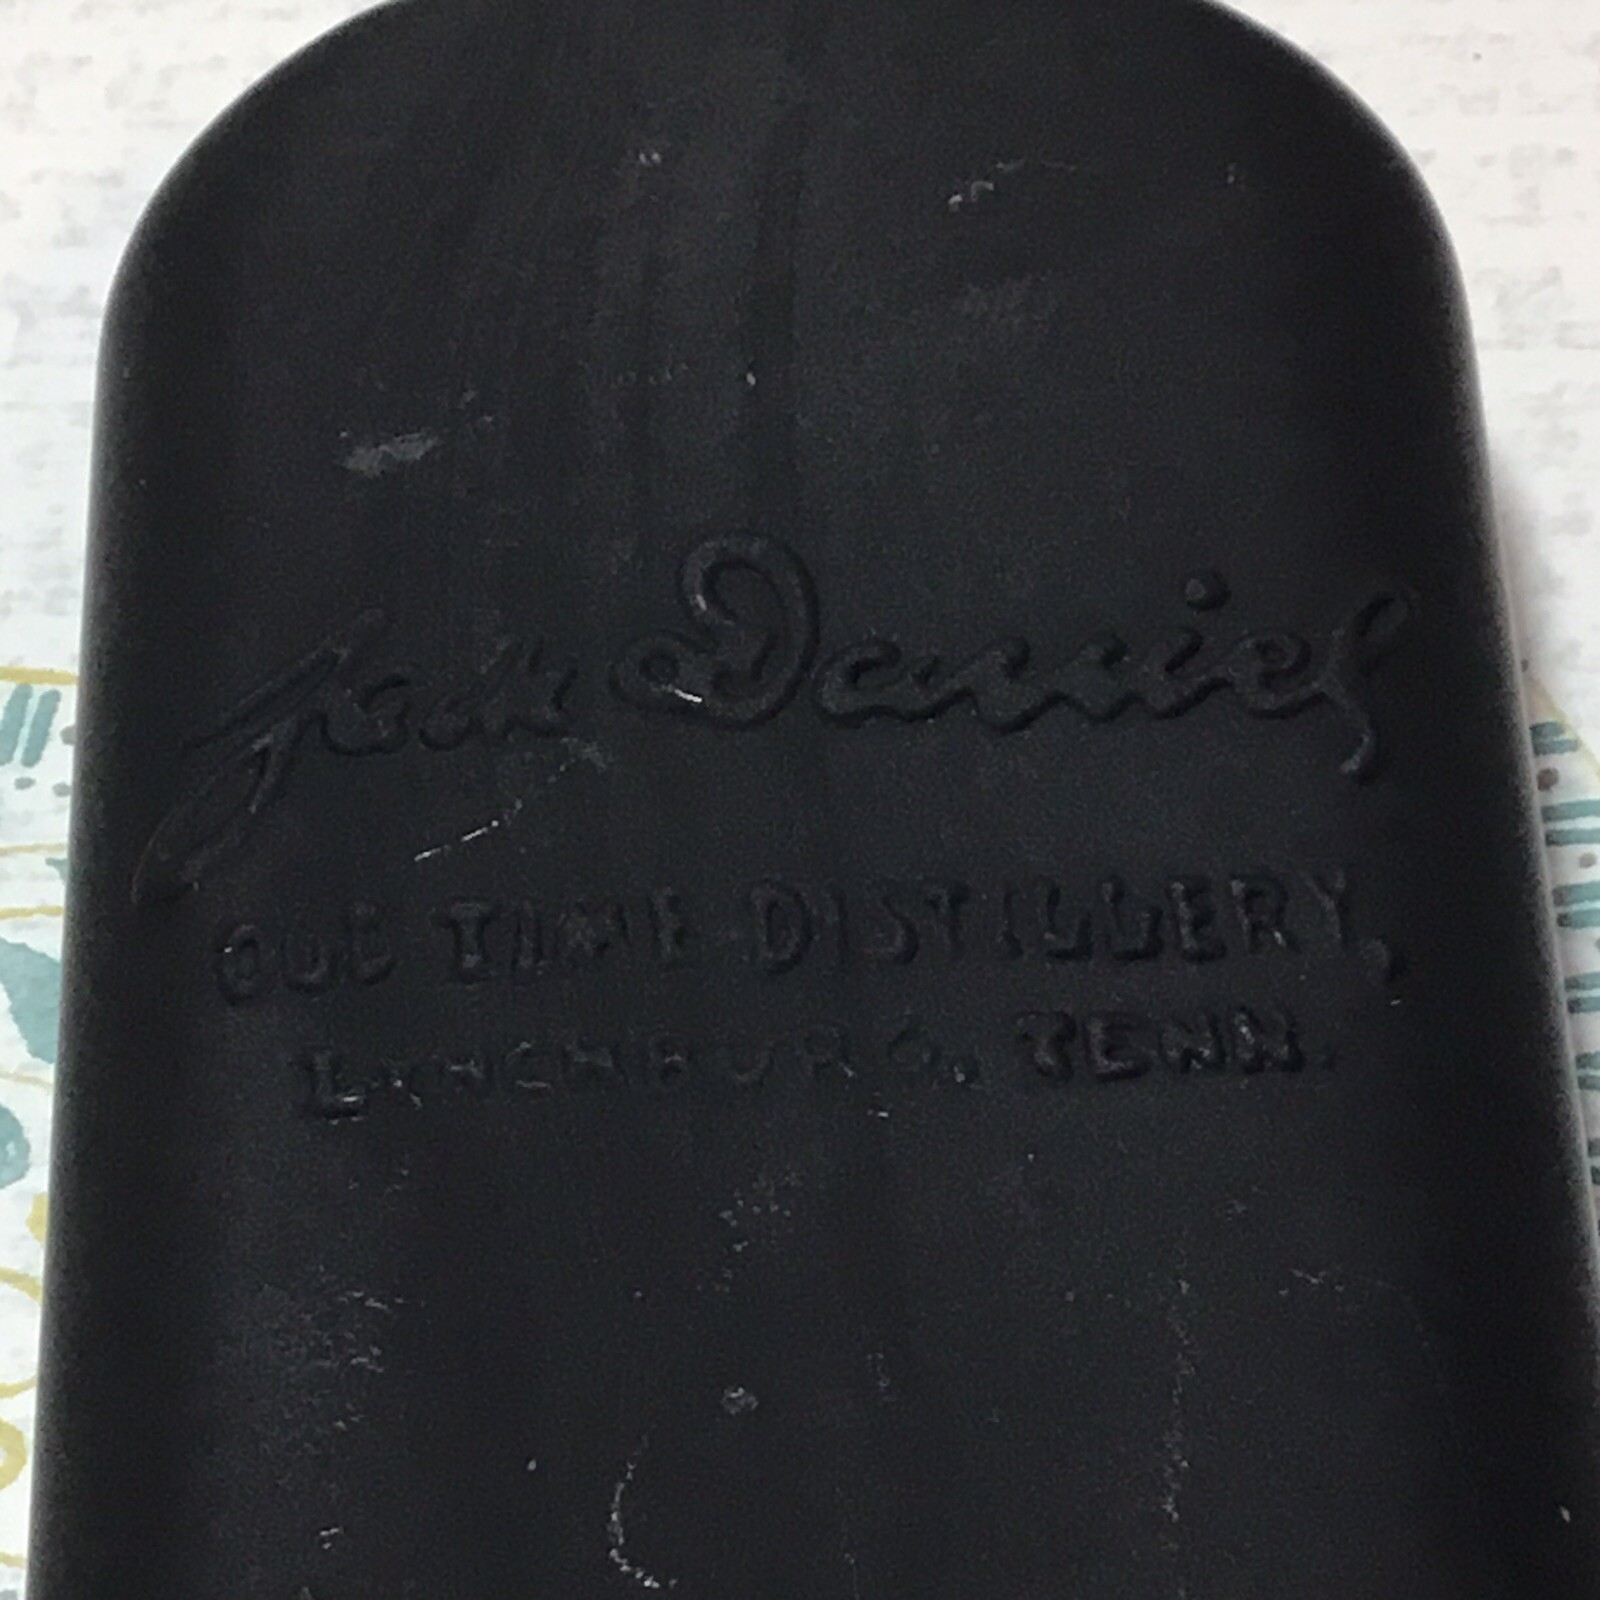 Jack Daniel
OLD TIME DISTILLERY,
LYNCHBURG, TENN.